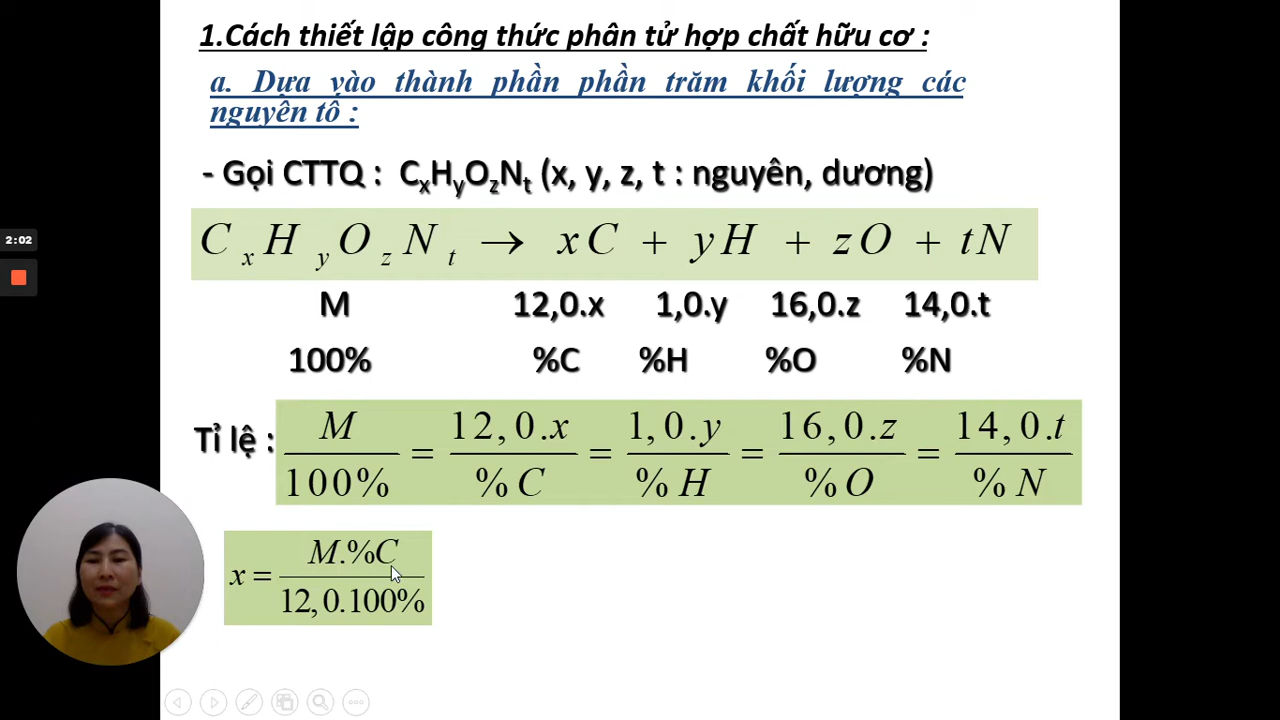 1.Cách thiết lập công thức phân tử hợp chất hữu cơ :
a. Dựa vào thành phần phần trăm khối lượng các
nguyên tố :
- Gọi CTTQ : CxHyOzNt (x, y, z, t : nguyên, dương)
C x H y O z N t → xC + yH + zO + tN
2:02
M 12,0.x 1,0.y 16,0.z 14,0.t
100% %C %H %O %N
Tỉ lệ : M/100% = 12,0.x/%C = 1,0.y/%H = 16,0.z/%O = 14,0.t/%N
x = M.%C/12,0.100%